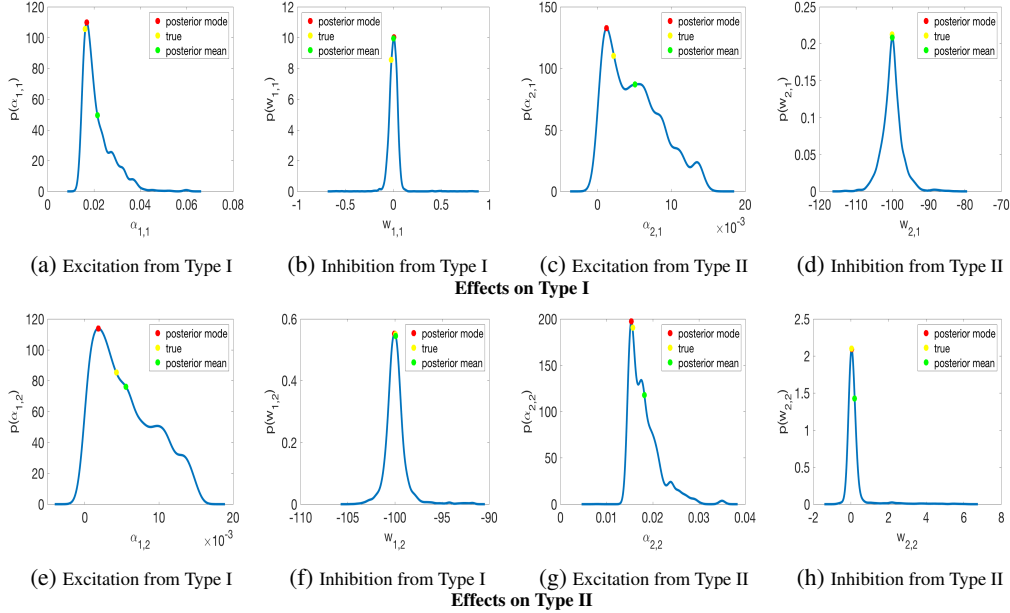 120
100
80
60
40
20
0
p(α1,1)
posterior mode
true
posterior mean
0 0.02 0.04 0.06 0.08
α1,1
(a) Excitation from Type I
12
10
8
6
4
2
0
p(w1,1)
posterior mode
true
posterior mean
-1 -0.5 0 0.5 1
w1,1
(b) Inhibition from Type I
150
100
50
0
p(α2,1)
posterior mode
true
posterior mean
0 10 20
α2,1 ×10-3
(c) Excitation from Type II
0.25
0.2
0.15
0.1
0.05
0
p(w2,1)
posterior mode
true
posterior mean
-120 -110 -100 -90 -80 -70
w2,1
(d) Inhibition from Type II
Effects on Type I
120
100
80
60
40
20
0
p(α1,2)
posterior mode
true
posterior mean
0 10 20
α1,2 ×10-3
(e) Excitation from Type I
0.6
0.4
0.2
0
p(w1,2)
posterior mode
true
posterior mean
-110 -105 -100 -95 -90
w1,2
(f) Inhibition from Type I
200
150
100
50
0
p(α2,2)
posterior mode
true
posterior mean
0 0.01 0.02 0.03 0.04
α2,2
(g) Excitation from Type II
2.5
2
1.5
1
0.5
0
p(w2,2)
posterior mode
true
posterior mean
-2 0 2 4 6 8
w2,2
(h) Inhibition from Type II
Effects on Type II